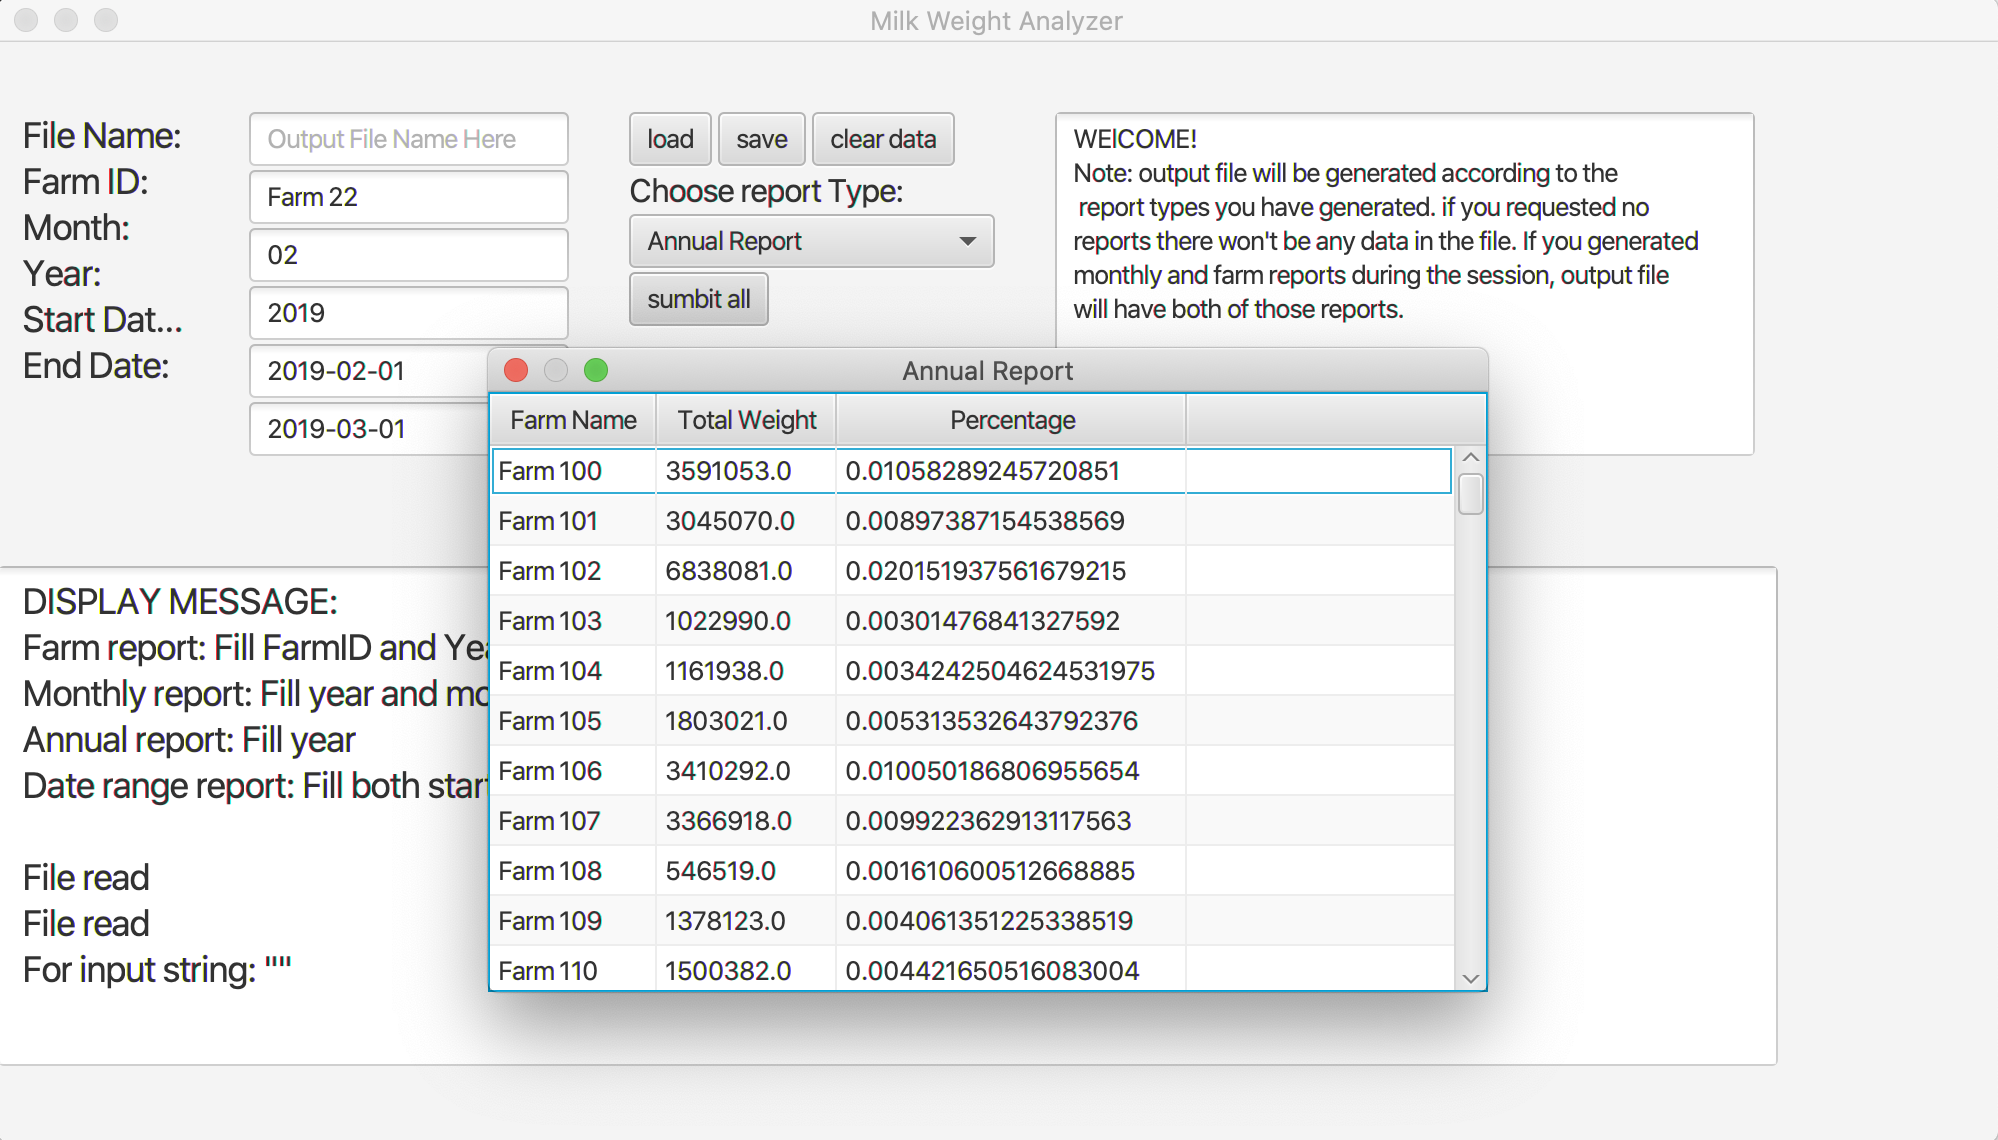 Milk Weight Analyzer
File Name:
Farm ID:
Month:
Year:
Start Dat...
End Date:
Output File Name Here
Farm 22
02
2019
2019-02-01
2019-03-01
load
save
clear data
Choose report Type:
Annual Report
sumbit all
WElCOME!
Note: output file will be generated according to the
report types you have generated. if you requested no
reports there won't be any data in the file. If you generated
monthly and farm reports during the session, output file
will have both of those reports.
DISPLAY MESSAGE:
Farm report: Fill FarmID and Yea
Monthly report: Fill year and mo
Annual report: Fill year
Date range report: Fill both start
File read
File read
For input string: ""
Annual Report
Farm Name Total Weight Percentage
Farm 100 3591053.0 0.01058289245720851
Farm 101 3045070.0 0.00897387154538569
Farm 102 6838081.0 0.020151937561679215
Farm 103 1022990.0 0.00301476841327592
Farm 104 1161938.0 0.0034242504624531975
Farm 105 1803021.0 0.005313532643792376
Farm 106 3410292.0 0.010050186806955654
Farm 107 3366918.0 0.009922362913117563
Farm 108 546519.0 0.001610600512668885
Farm 109 1378123.0 0.004061351225338519
Farm 110 1500382.0 0.004421650516083004